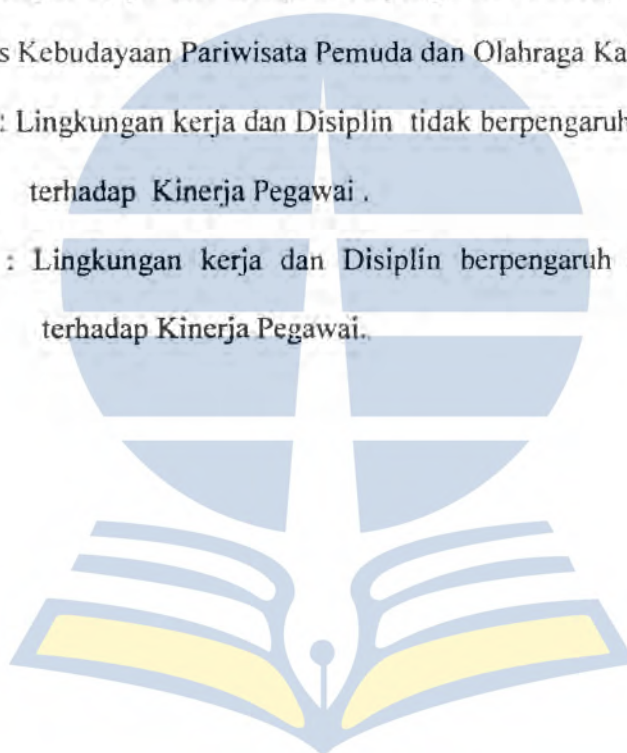 s Kebudayaan Pariwisata Pemuda dan Olahraga Ka
: Lingkungan kerja dan Disiplin tidak berpengaruh
terhadap Kinerja Pegawai .
: Lingkungan kerja dan Disiplin berpengaruh
terhadap Kinerja Pegawai.